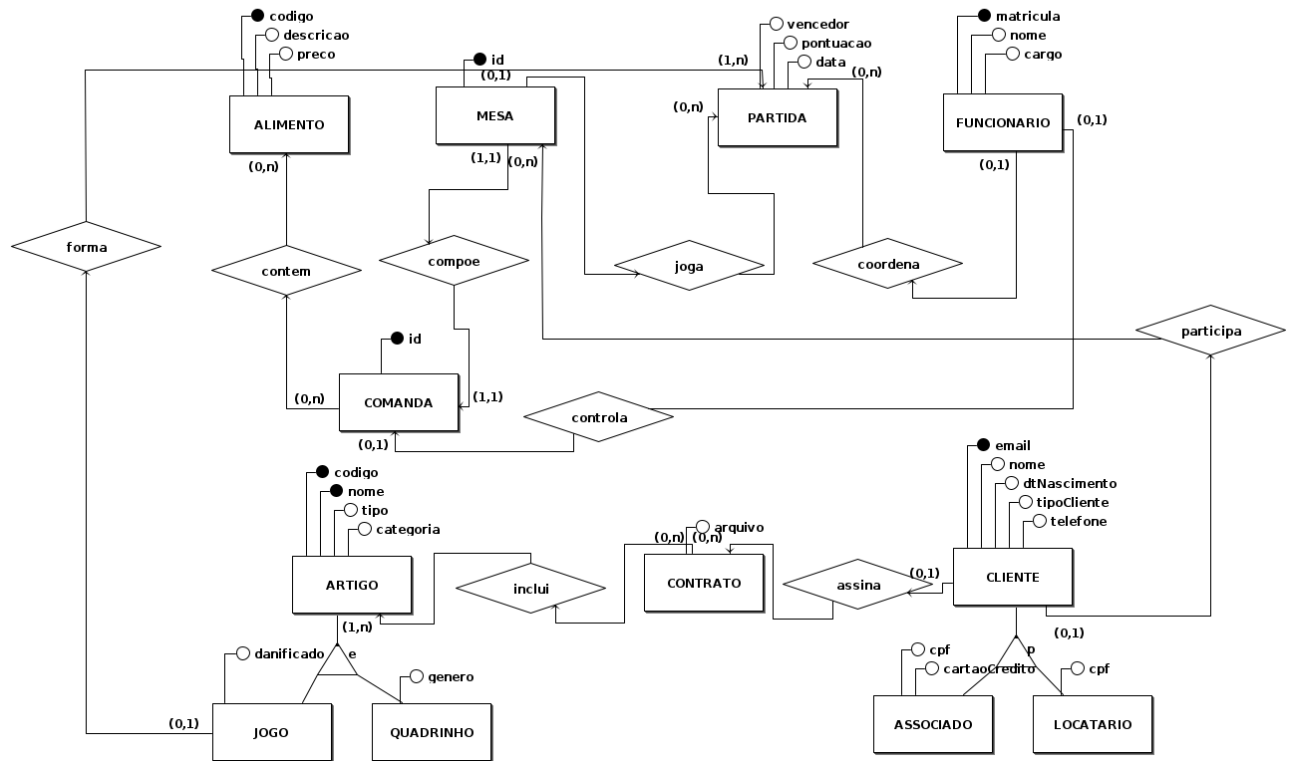 codigo
descricao
preco
ALIMENTO
(0,n)
id
(0,1)
MESA
(1,1)
(0,n)
vencedor
pontuacao
data
(1,n)
(0,n)
(0,n)
PARTIDA
matricula
nome
cargo
FUNCIONARIO
(0,1)
(0,1)
forma
contem
compoe
joga
coordena
participa
id
COMANDA
(0,n)
(1,1)
(0,1)
controla
codigo
nome
tipo
categoria
ARTIGO
(1,n)
inclui
arquivo
(0,n)
(0,n)
CONTRATO
assina
(0,1)
email
nome
dtNascimento
tipoCliente
telefone
CLIENTE
(0,1)
e
danificado
genero
JOGO
QUADRINHO
(0,1)
p
cpf
cartaoCredito
cpf
ASSOCIADO
LOCATARIO